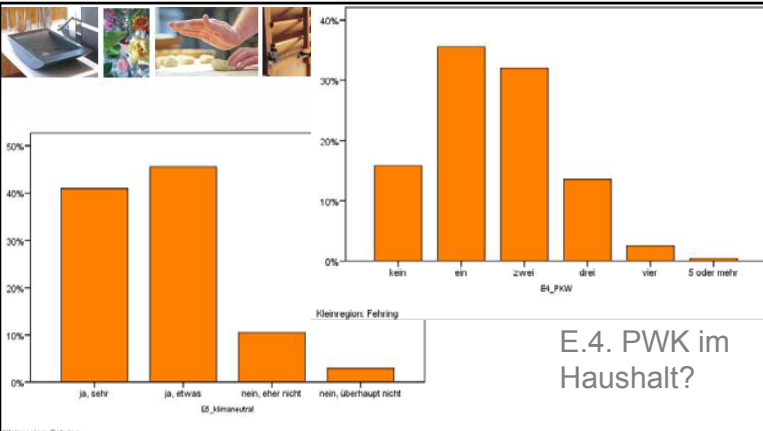 40%
30%
20%
10%
0%
kein ein zwei drei vier 5 oder mehr
E4_PKW
Kleinregion: Fehring
50%
40%
30%
20%
10%
0%
ja, sehr ja, etwas nein, eher nicht nein, überhaupt nicht
E5_klimaneutral
E.4. PWK im
Haushalt?